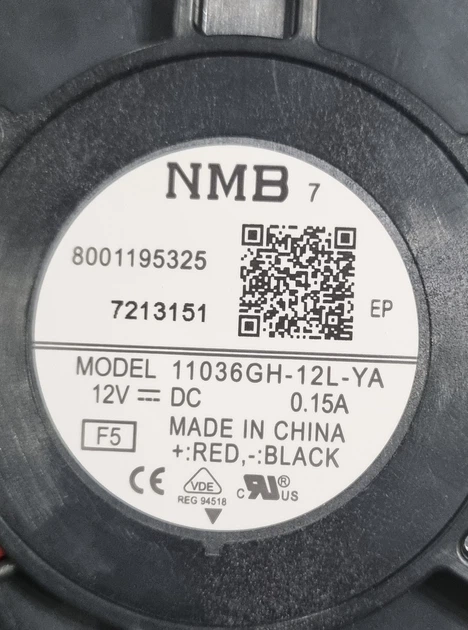 NMB 7
8001195325
7213151
EP
MODEL 11036GH-12L-YA
12V DC 0.15A
F5
MADE IN CHINA
+:RED,-:BLACK
CE
VDE
REG 94518
c RU ® US